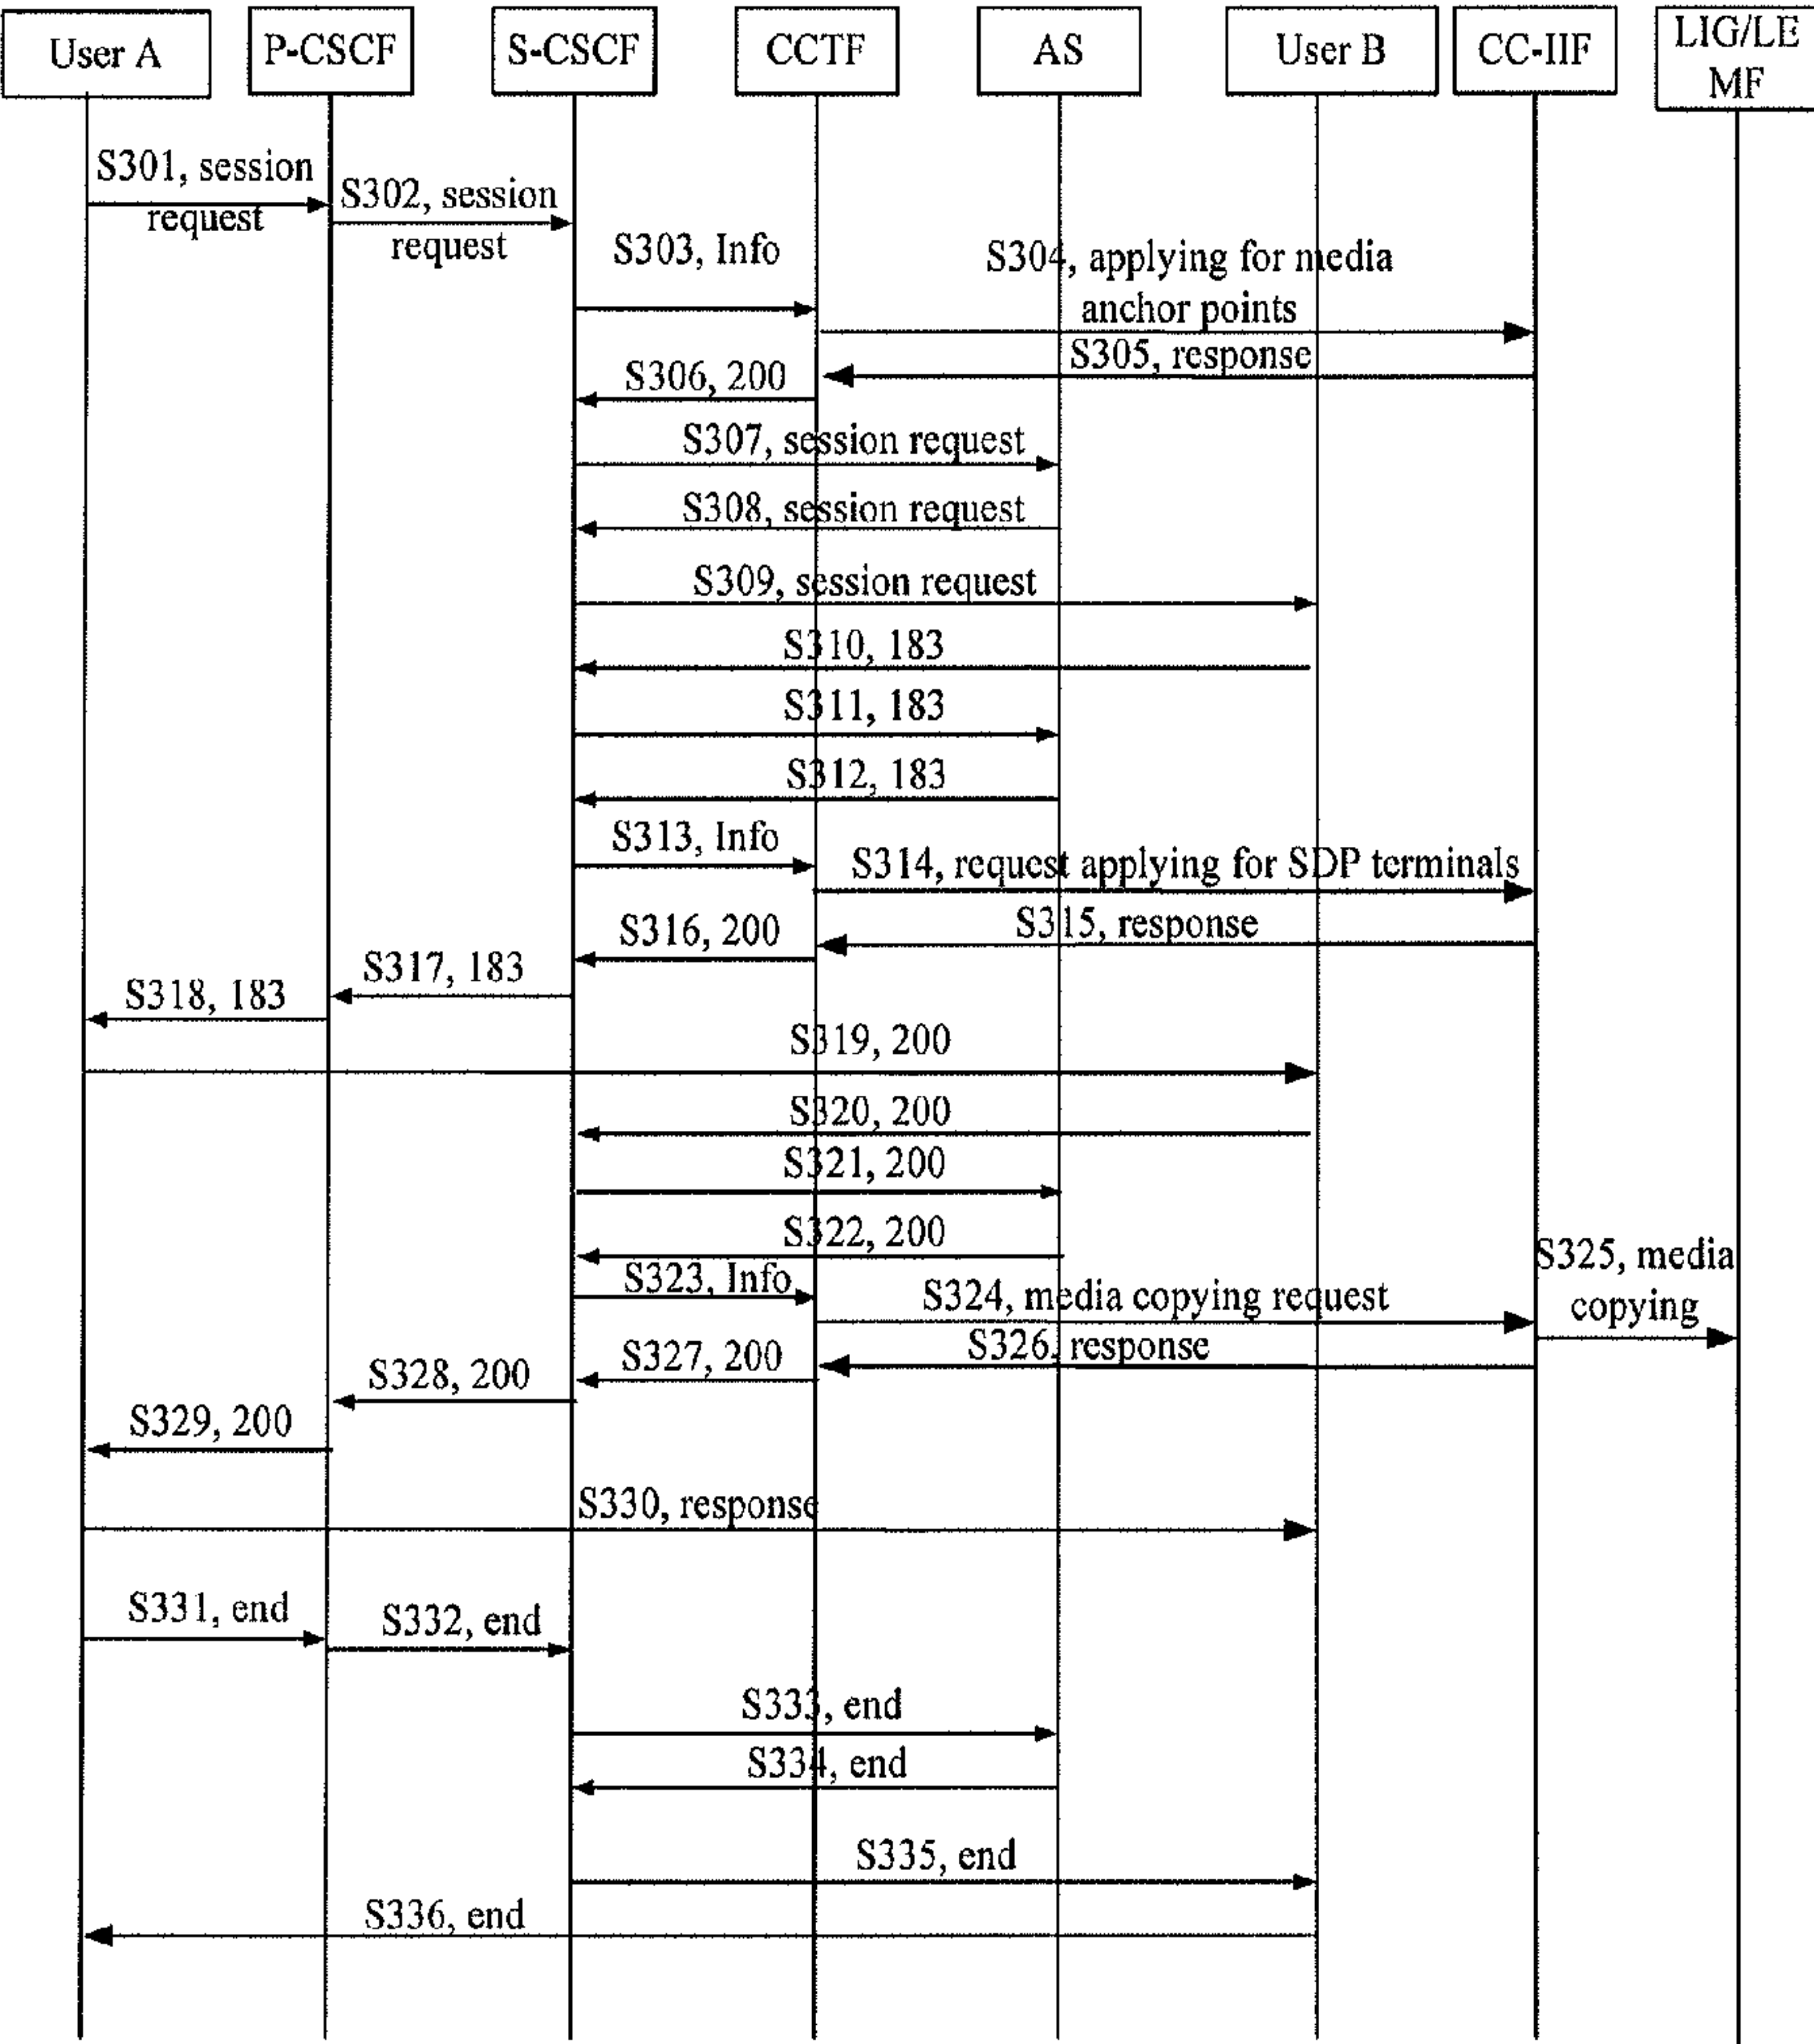 User A
P-CSCF
S-CSCF
CCTF
AS
User B
CC-IIF
LIG/LE
MF
S301, session
request
S302, session
request
S303, Info
S304, applying for media
anchor points
S305, response
S306, 200
S307, session request
S308, session request
S309, session request
S310, 183
S311, 183
S312, 183
S313, Info
S314, request applying for SDP terminals
S315, response
S316, 200
S317, 183
S318, 183
S319, 200
S320, 200
S321, 200
S322, 200
S323, Info
S324, media copying request
S325, media
copying
S326, response
S327, 200
S328, 200
S329, 200
S330, response
S331, end
S332, end
S333, end
S334, end
S335, end
S336, end